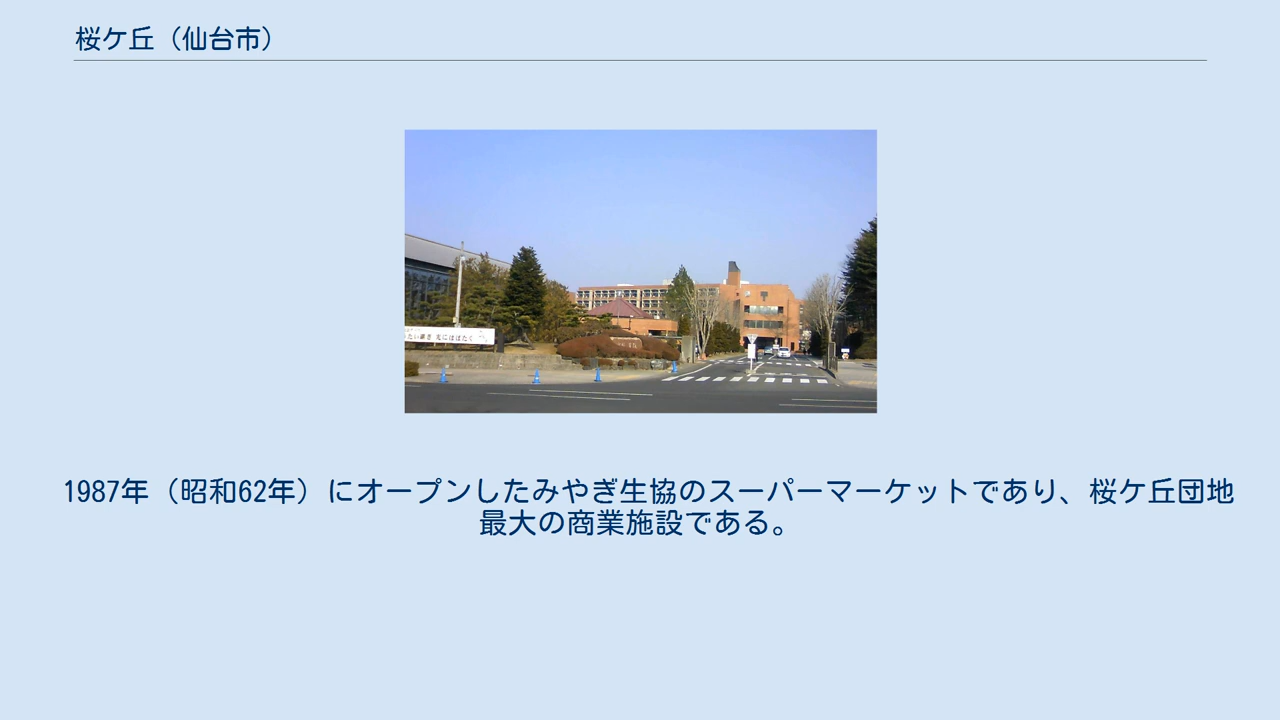 桜ケ丘（仙台市）
1987年（昭和62年）にオープンしたみやぎ生協のスーパーマーケットであり、桜ケ丘団地
最大の商業施設である。